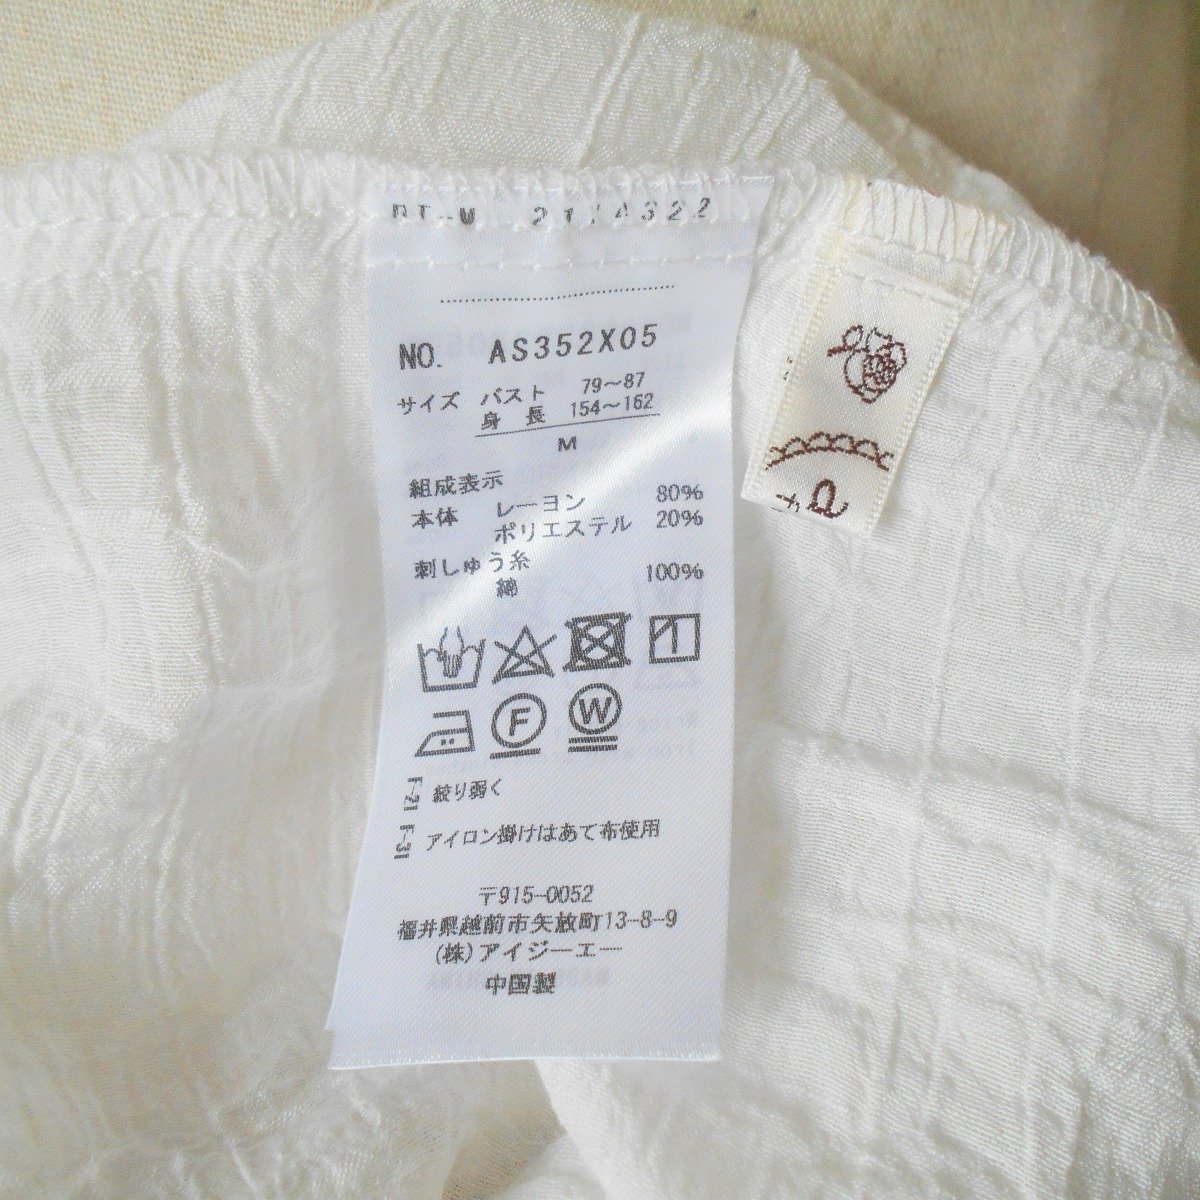 NO. AS352X05
サイズ バスト 79～87
身長 154～162
M
組成表示
本体 レーヨン 80%
ポリエステル 20%
刺しゅう糸
綿 100%
F W
絞り弱く
アイロン掛けはあて布使用
〒915-0052
福井県越前市矢放町13-8-9
(株)アイジーエー
中国製